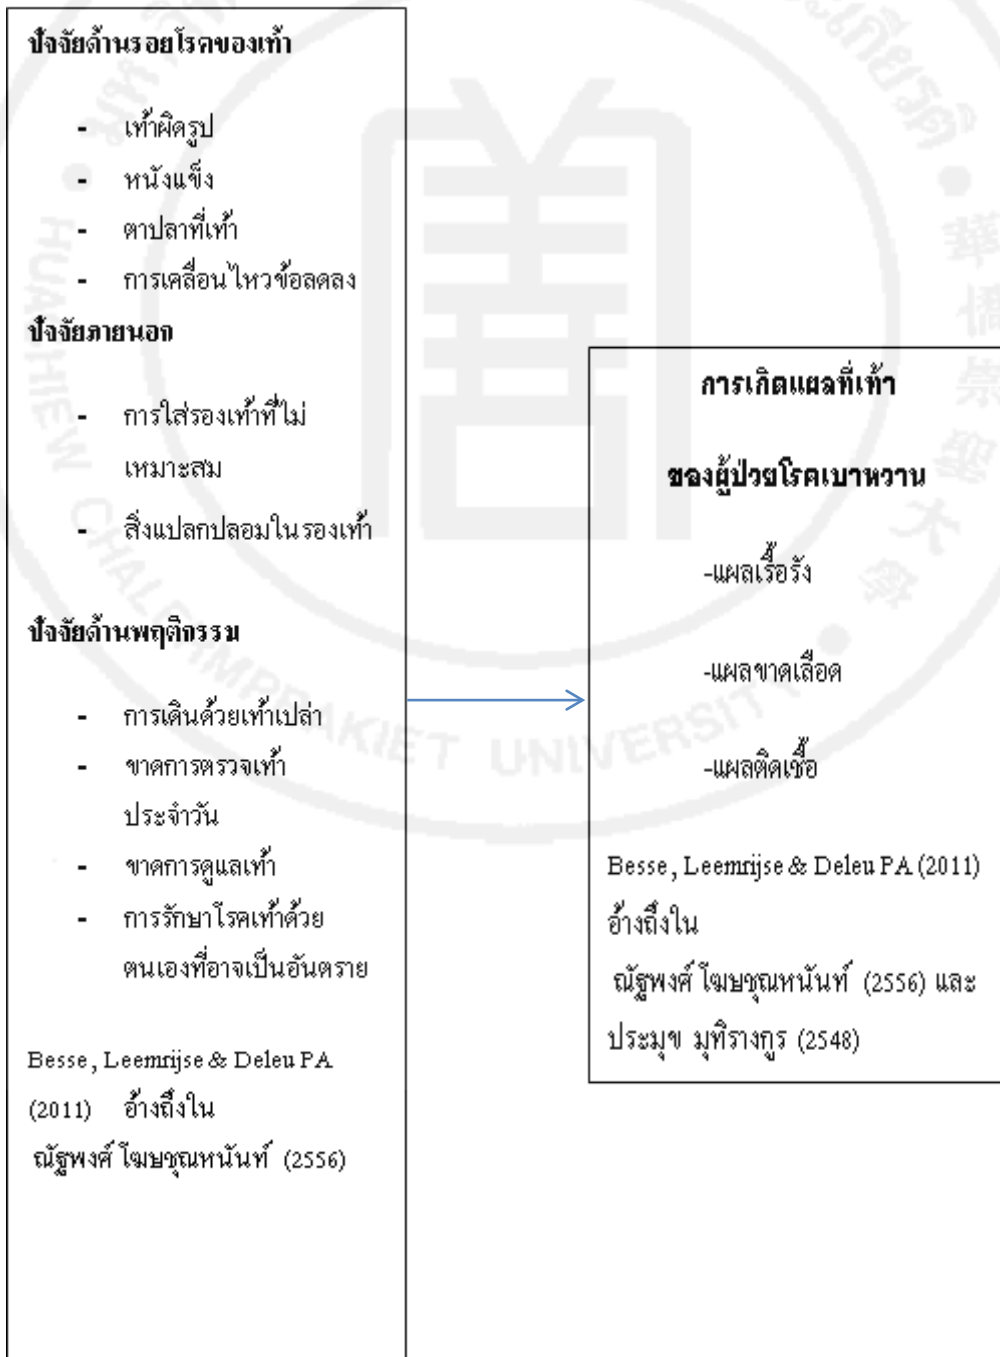 ปัจจัยด้านรอยโรคของเท้า
- เท้าผิดรูป
- หนังแข็ง
- ตาปลาที่เท้า
- การเคลื่อนไหวข้อลดลง
ปัจจัยภายนอก
- การใส่รองเท้าที่ไม่
เหมาะสม
- สิ่งแปลกปลอมในรองเท้า
ปัจจัยด้านพฤติกรรม
- การเดินด้วยเท้าเปล่า
- ขาดการตรวจเท้า
ประจำวัน
- ขาดการดูแลเท้า
- การรักษาโรคเท้าด้วย
ตนเองที่อาจเป็นอันตราย
Besse, Leemrijse & Deleu PA
(2011) อ้างถึงใน
ณัฐพงศ์ โฆษชุณหนันท์ (2556)
การเกิดแผลที่เท้า
ของผู้ป่วยโรคเบาหวาน
-แผลเรื้อรัง
-แผลขาดเลือด
-แผลติดเชื้อ
Besse, Leemrijse & Deleu PA (2011)
อ้างถึงใน
ณัฐพงศ์ โฆษชุณหนันท์ (2556) และ
ประมุข มุทิรางกูร (2548)
HUACHIEW CHALERMPRAKIET UNIVERSITY
華僑崇聖大學